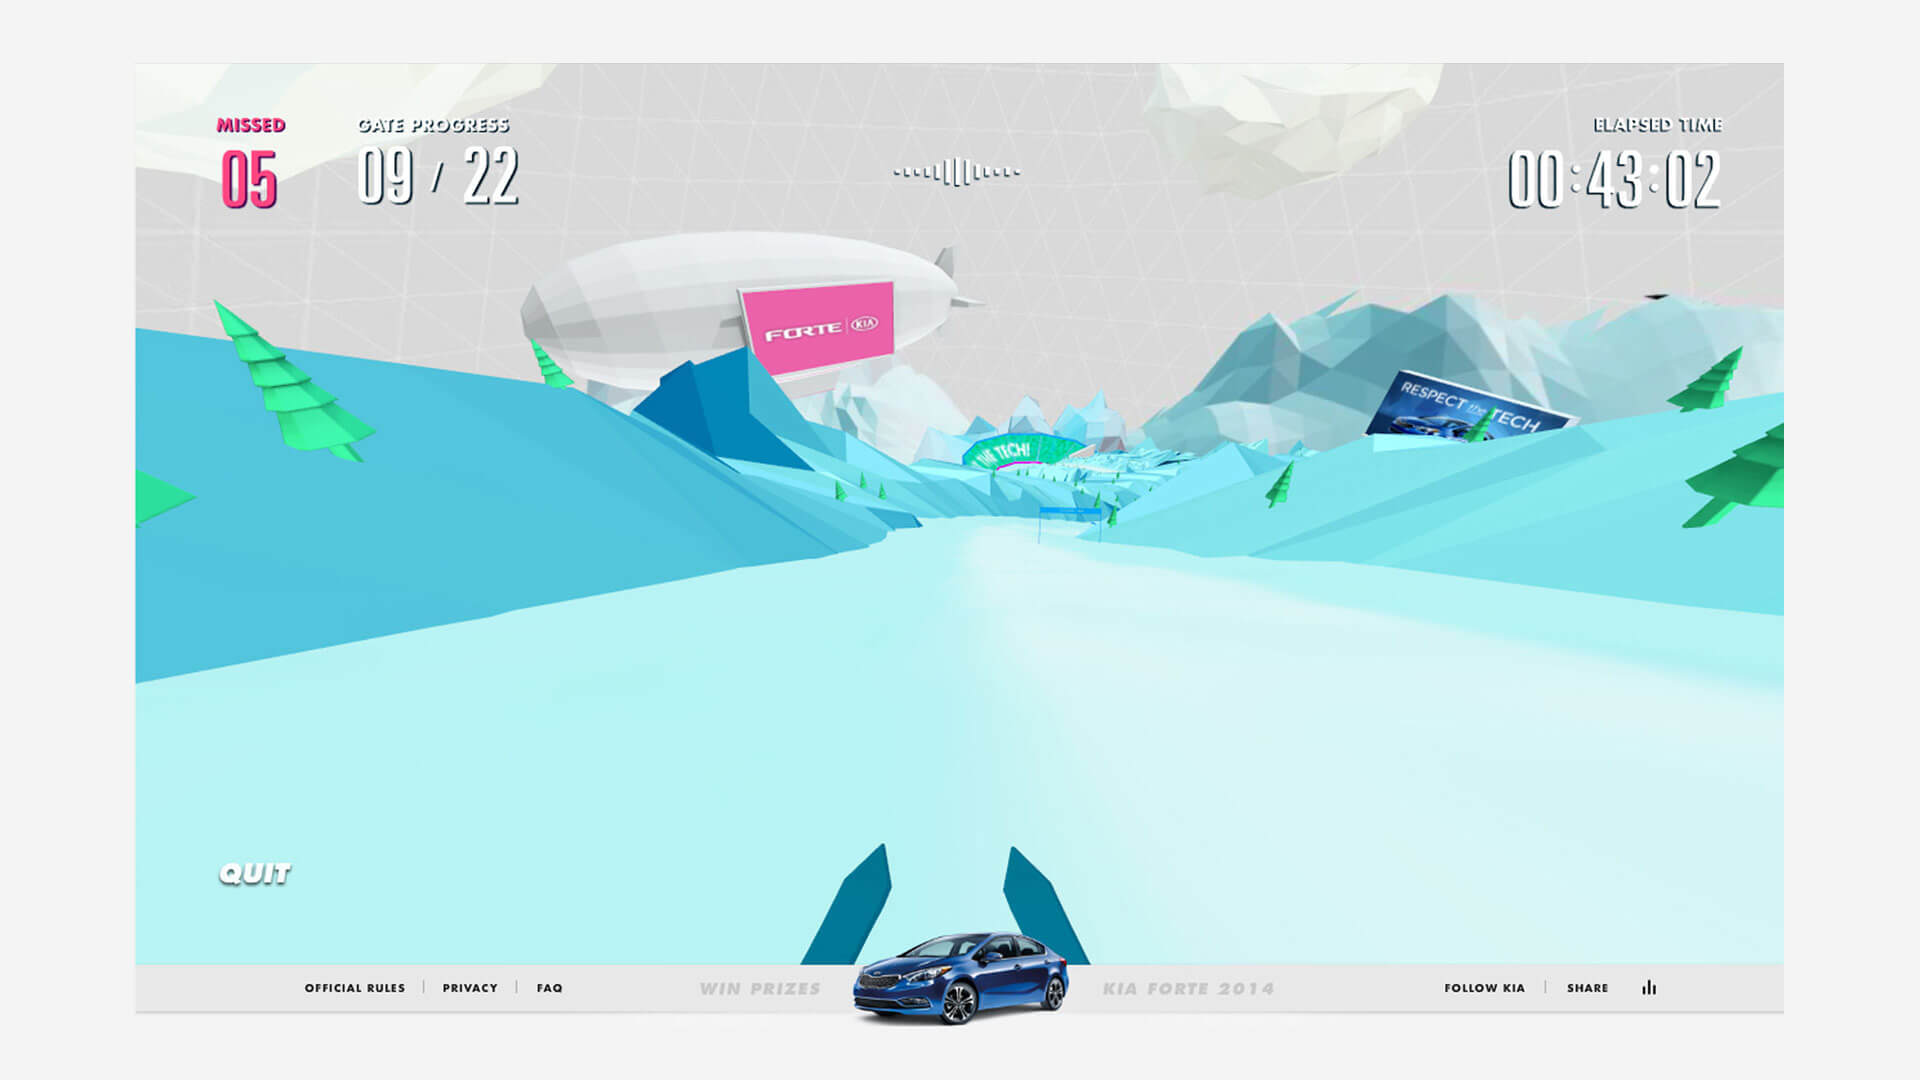 MISSED
05
GATE PROGRESS
09 / 22
ELAPSED TIME
00:43:02
FORTE | KIA
RESPECT the TECH
THE TECH!
QUIT
OFFICIAL RULES | PRIVACY | FAQ
WIN PRIZES
KIA FORTE 2014
FOLLOW KIA | SHARE